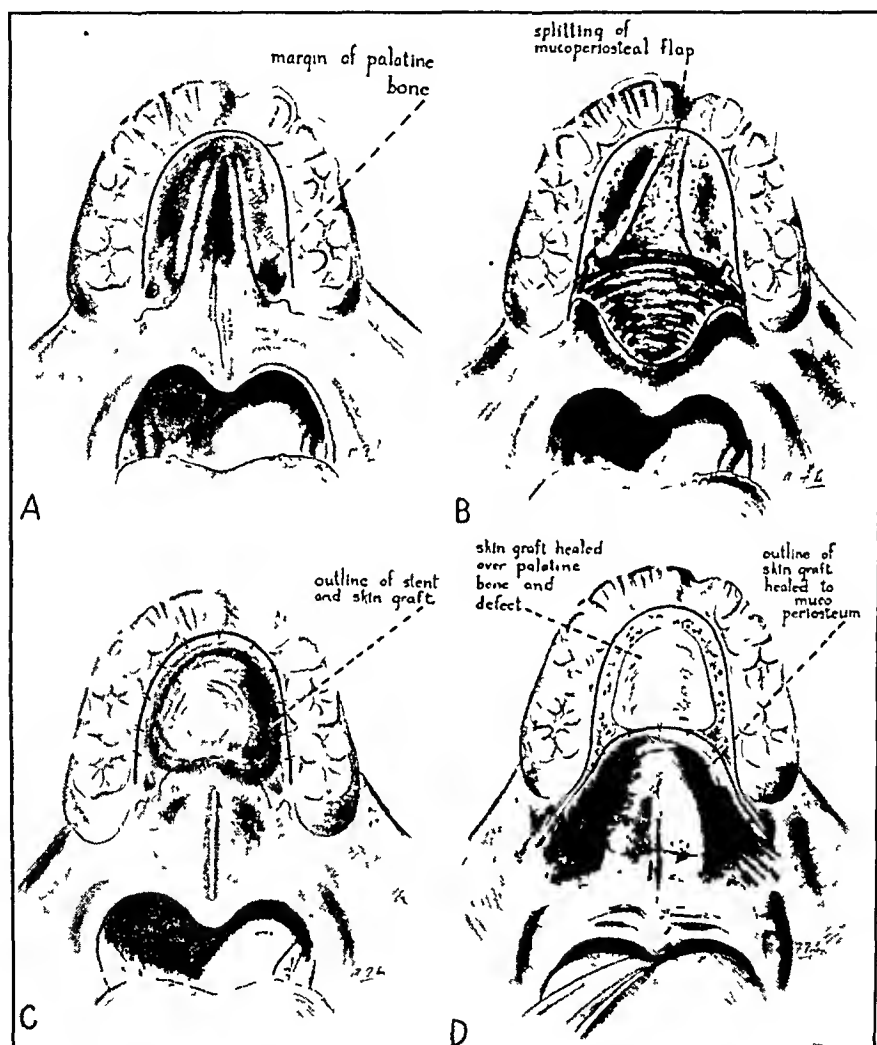 margin of palatine
bone
splitting of
mucoperiosteal flap
A
B
outline of stent
and skin graft
skin graft healed
over palatine
bone and
defect
outline of
skin graft
healed to
muco
periosteum
C
D